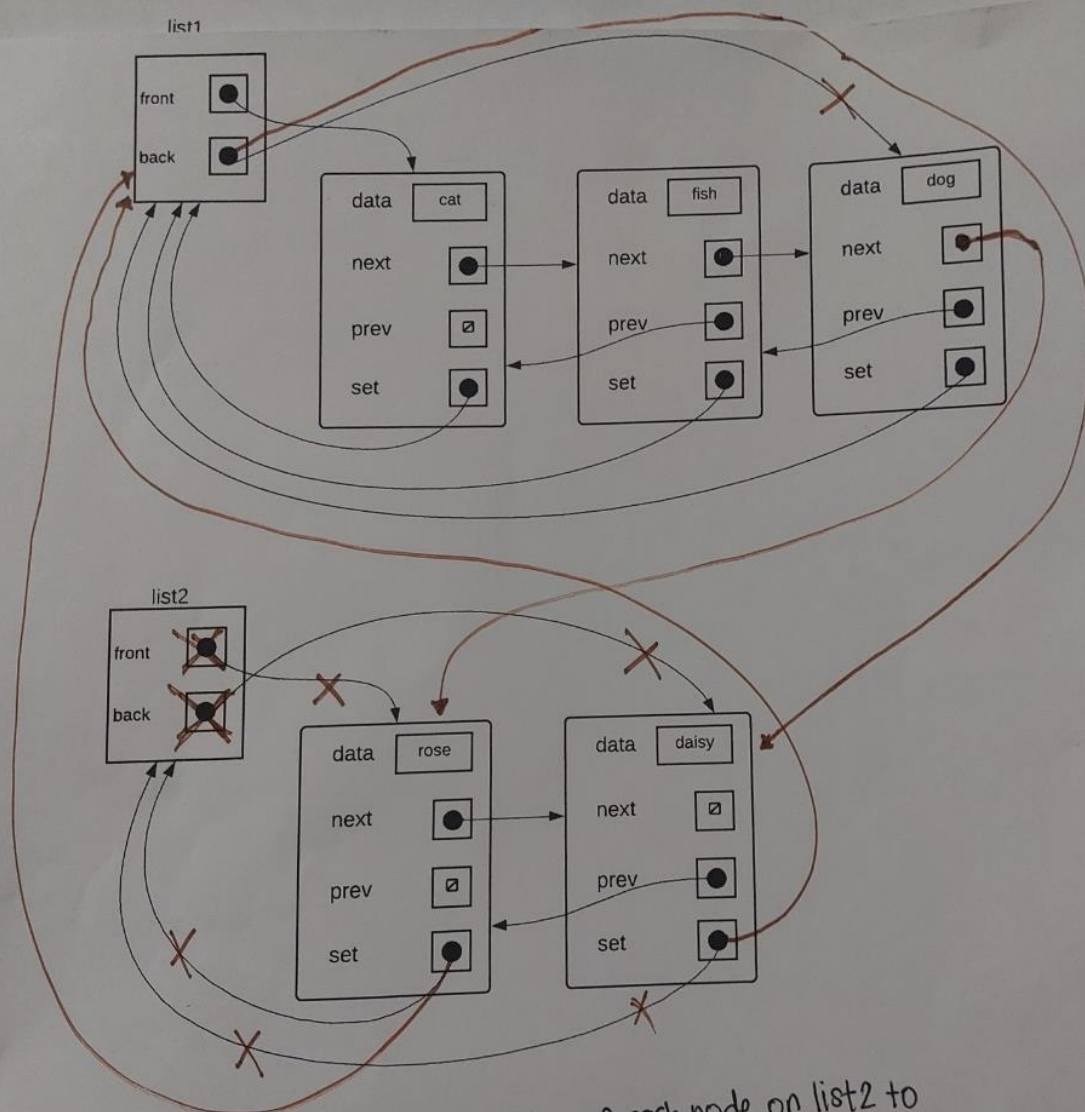 list1
front
back
data cat
next
prev
set
data fish
next
prev
set
data dog
next
prev
set
list2
front
back
data rose
next
prev
set
data daisy
next
prev
set
each node on list2 to